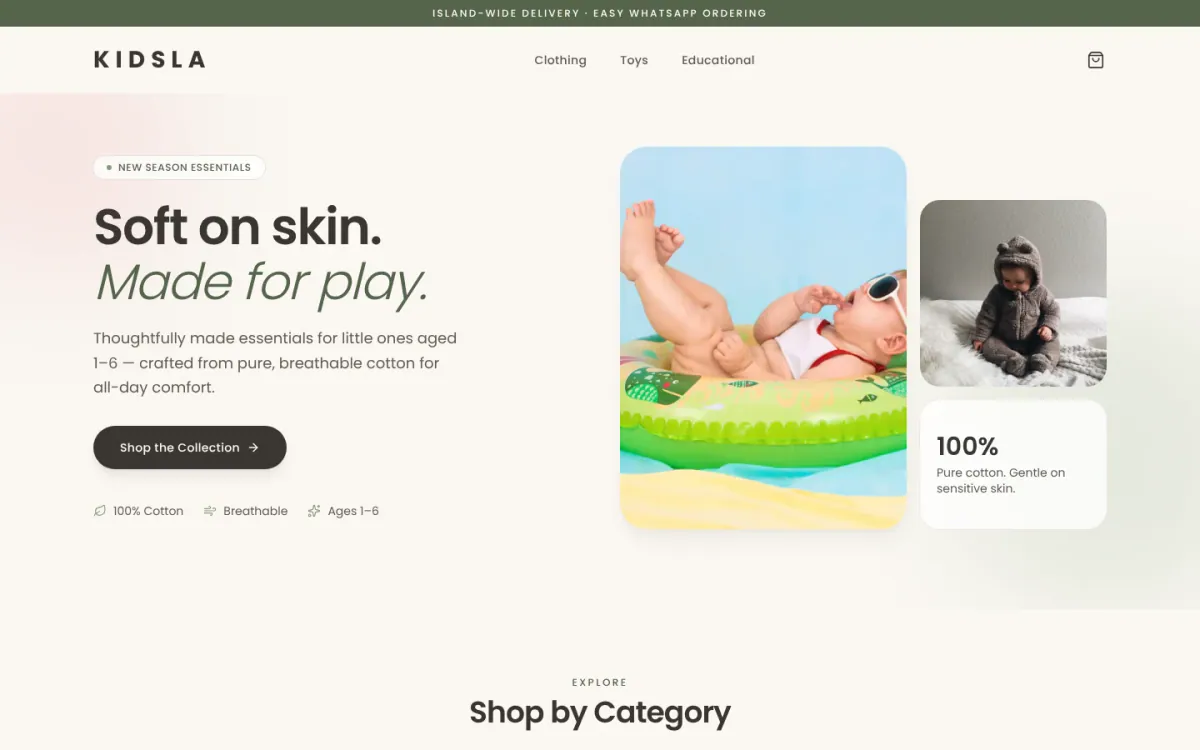 ISLAND-WIDE DELIVERY · EASY WHATSAPP ORDERING
KIDSLA
Clothing
Toys
Educational
NEW SEASON ESSENTIALS
Soft on skin.
Made for play.
Thoughtfully made essentials for little ones aged
1–6 — crafted from pure, breathable cotton for
all-day comfort.
Shop the Collection →
100% Cotton
Breathable
Ages 1–6
100%
Pure cotton. Gentle on
sensitive skin.
EXPLORE
Shop by Category